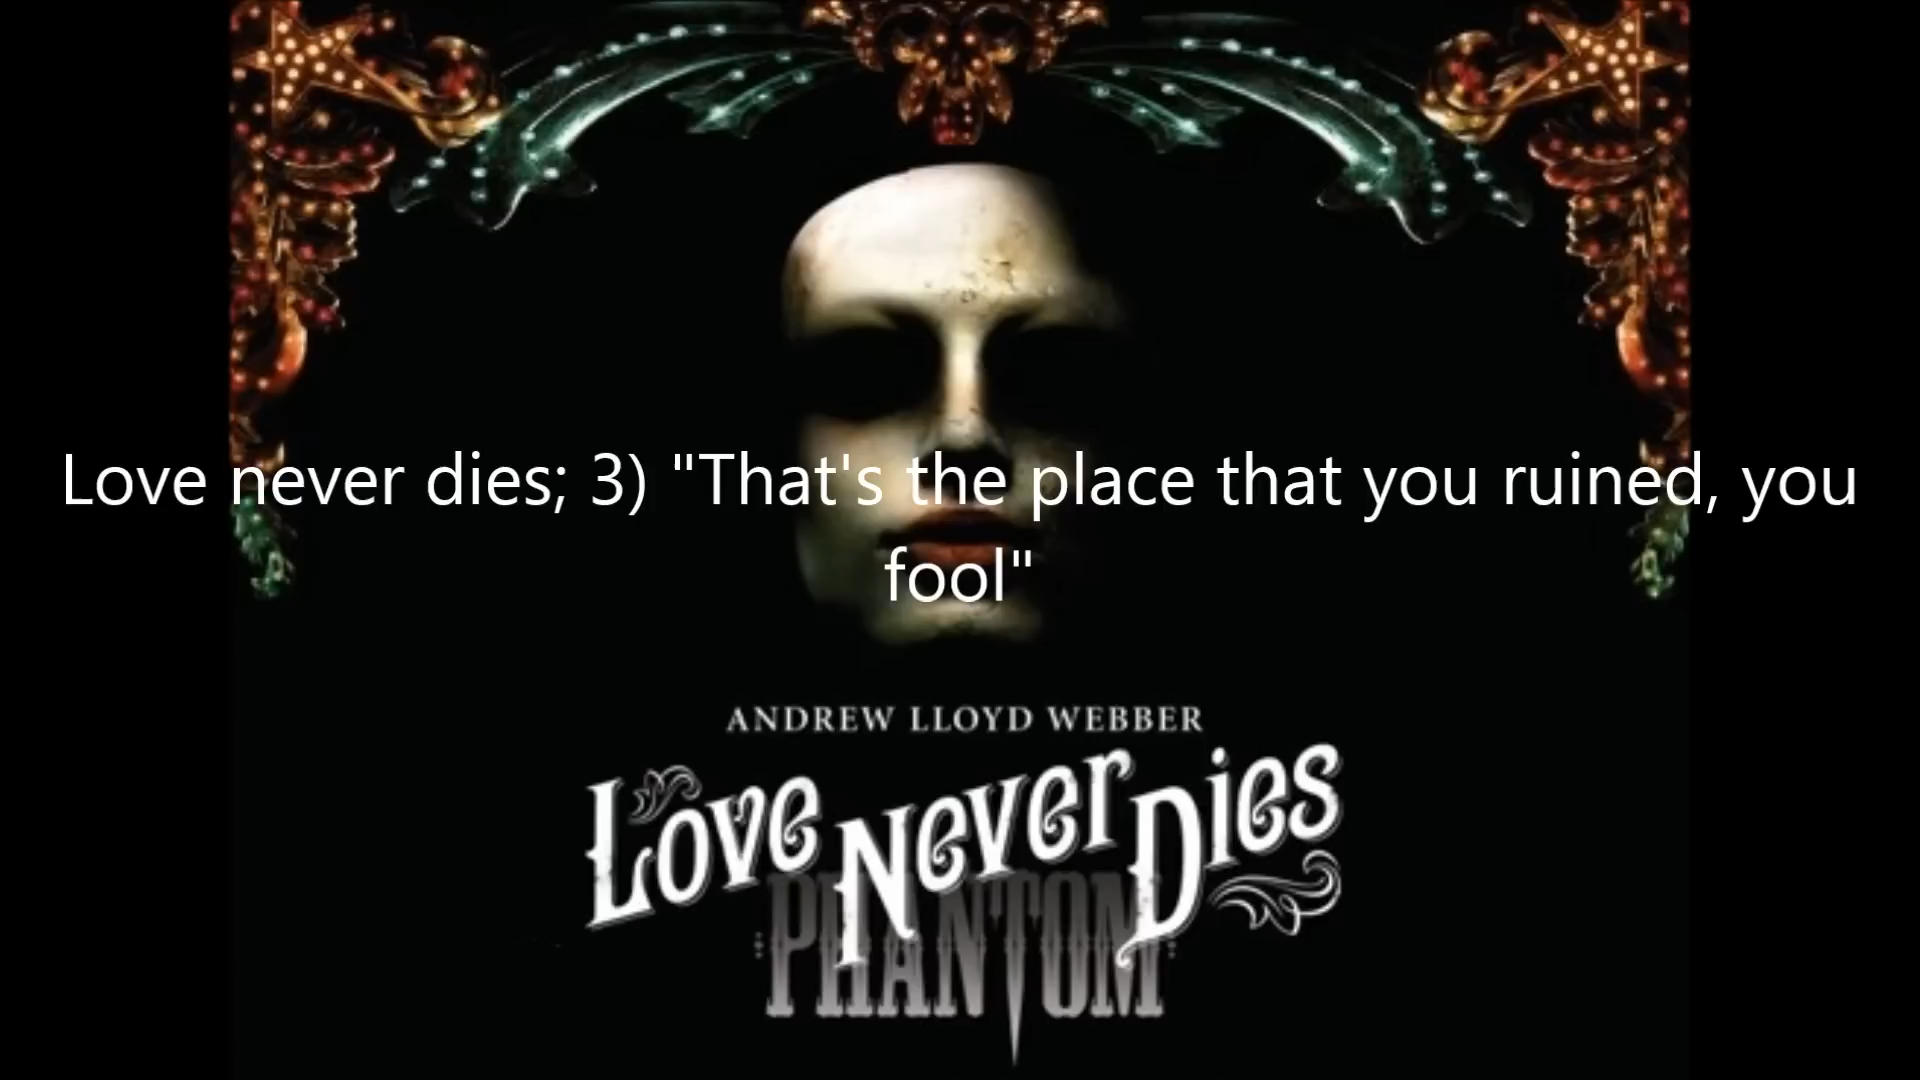 Love never dies; 3) "That's the place that you ruined, you
fool"
ANDREW LLOYD WEBBER
LOVE NEVER DIES
PHANTOM